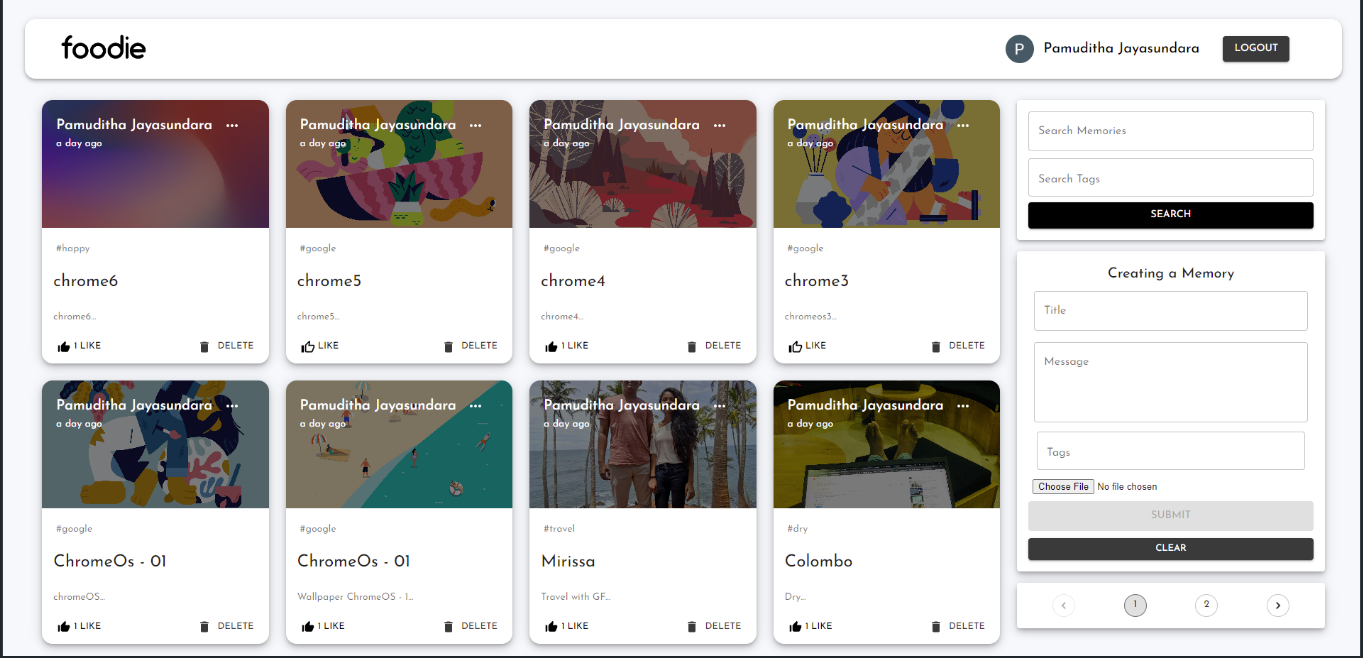 foodie
P Pamuditha Jayasundara LOGOUT
Pamuditha Jayasundara ...
a day ago
#happy
chrome6
chrome6...
1 LIKE DELETE
Pamuditha Jayasundara ...
a day ago
#google
chrome5
chrome5...
LIKE DELETE
Pamuditha Jayasundara ...
a day ago
#google
chrome4
chrome4...
1 LIKE DELETE
Pamuditha Jayasundara ...
a day ago
#google
chrome3
chromeos3...
LIKE DELETE
Pamuditha Jayasundara ...
a day ago
#google
ChromeOs - 01
chromeOS...
1 LIKE DELETE
Pamuditha Jayasundara ...
a day ago
#google
ChromeOs - 01
Wallpaper ChromeOS - 1...
1 LIKE DELETE
Pamuditha Jayasundara ...
a day ago
#travel
Mirissa
Travel with GF...
1 LIKE DELETE
Pamuditha Jayasundara ...
a day ago
#dry
Colombo
Dry...
1 LIKE DELETE
Search Memories
Search Tags
SEARCH
Creating a Memory
Title
Message
Tags
Choose File No file chosen
SUBMIT
CLEAR
‹ 1 2 ›